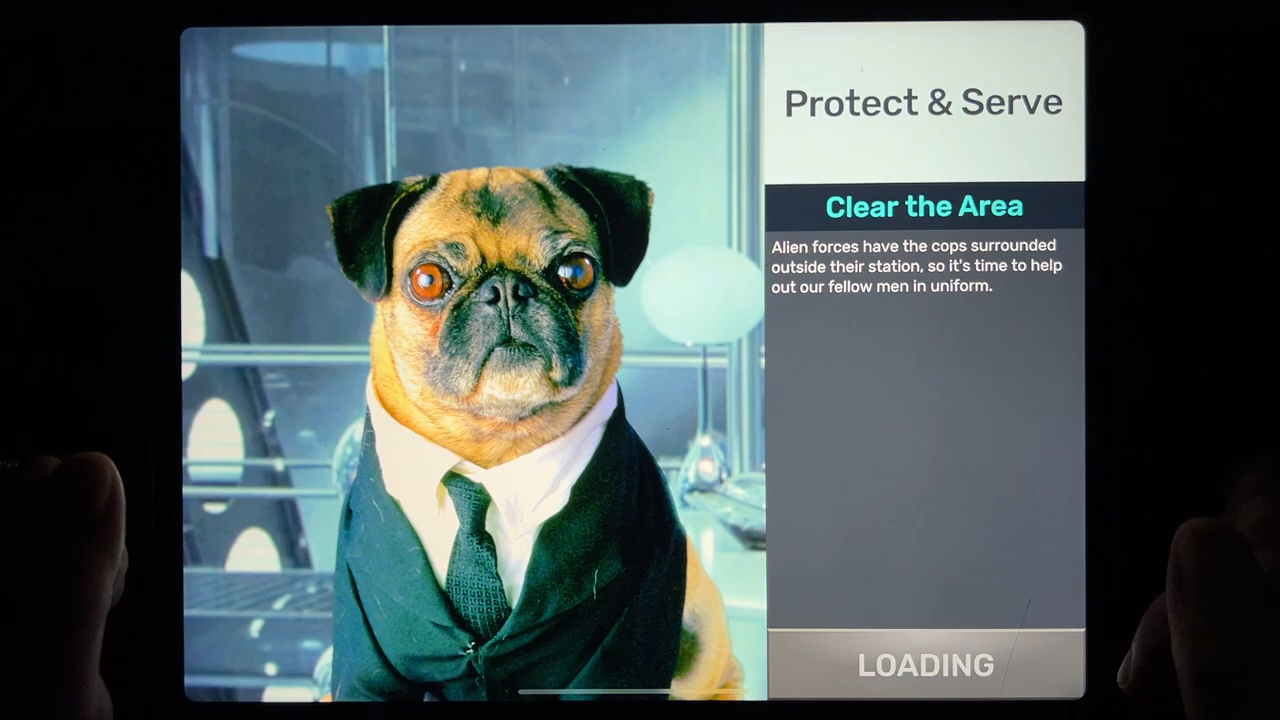 Protect & Serve
Clear the Area
Alien forces have the cops surrounded
outside their station, so it's time to help
out our fellow men in uniform.
LOADING